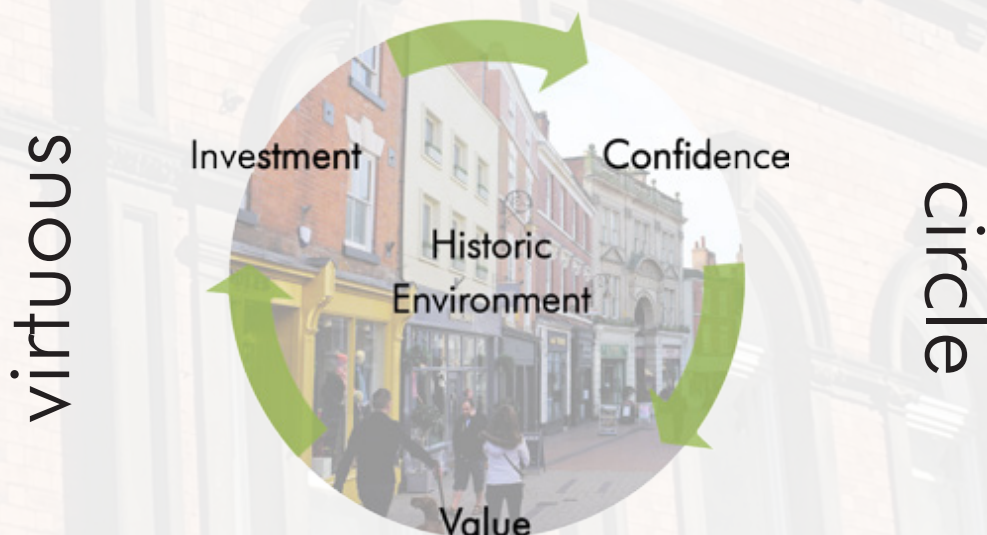 virtuous
Investment
Confidence
Historic
Environment
Value
circle